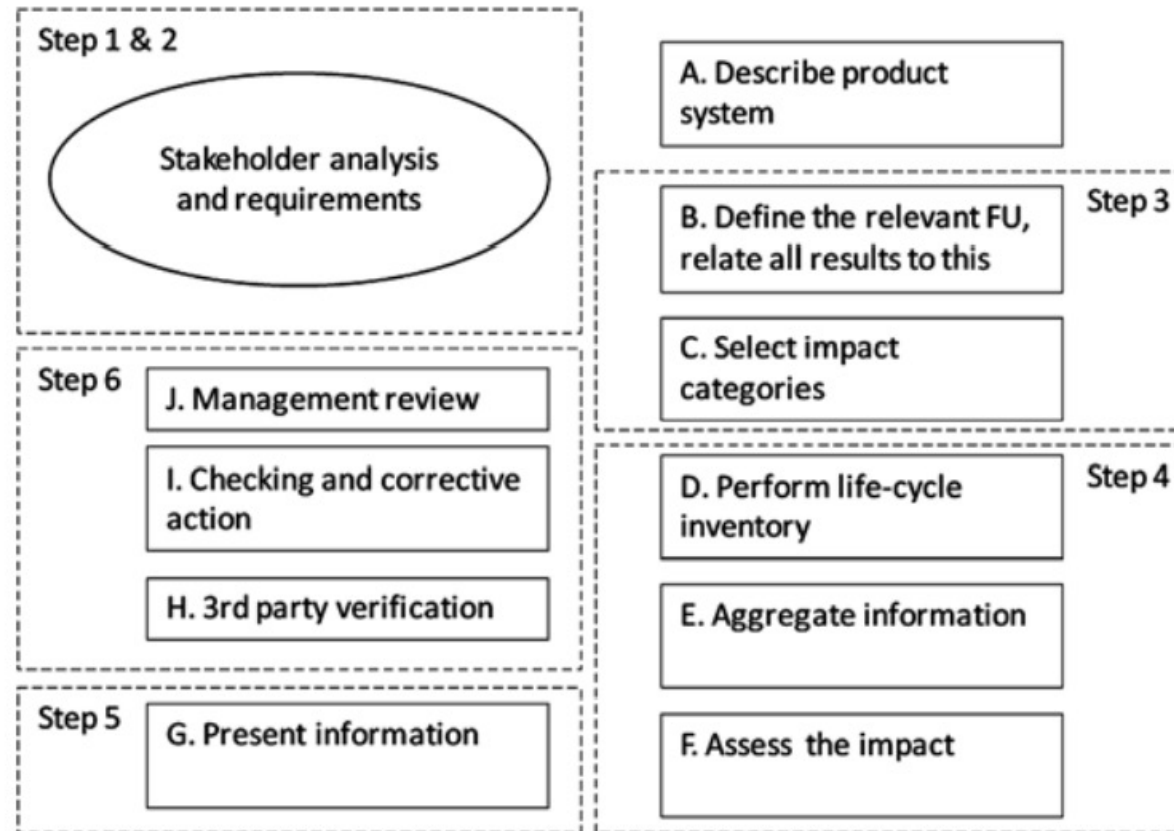 Step 1 & 2
Stakeholder analysis
and requirements
A. Describe product
system
Step 3
B. Define the relevant FU,
relate all results to this
C. Select impact
categories
Step 4
D. Perform life-cycle
inventory
E. Aggregate information
F. Assess the impact
Step 5
G. Present information
Step 6
J. Management review
I. Checking and corrective
action
H. 3rd party verification